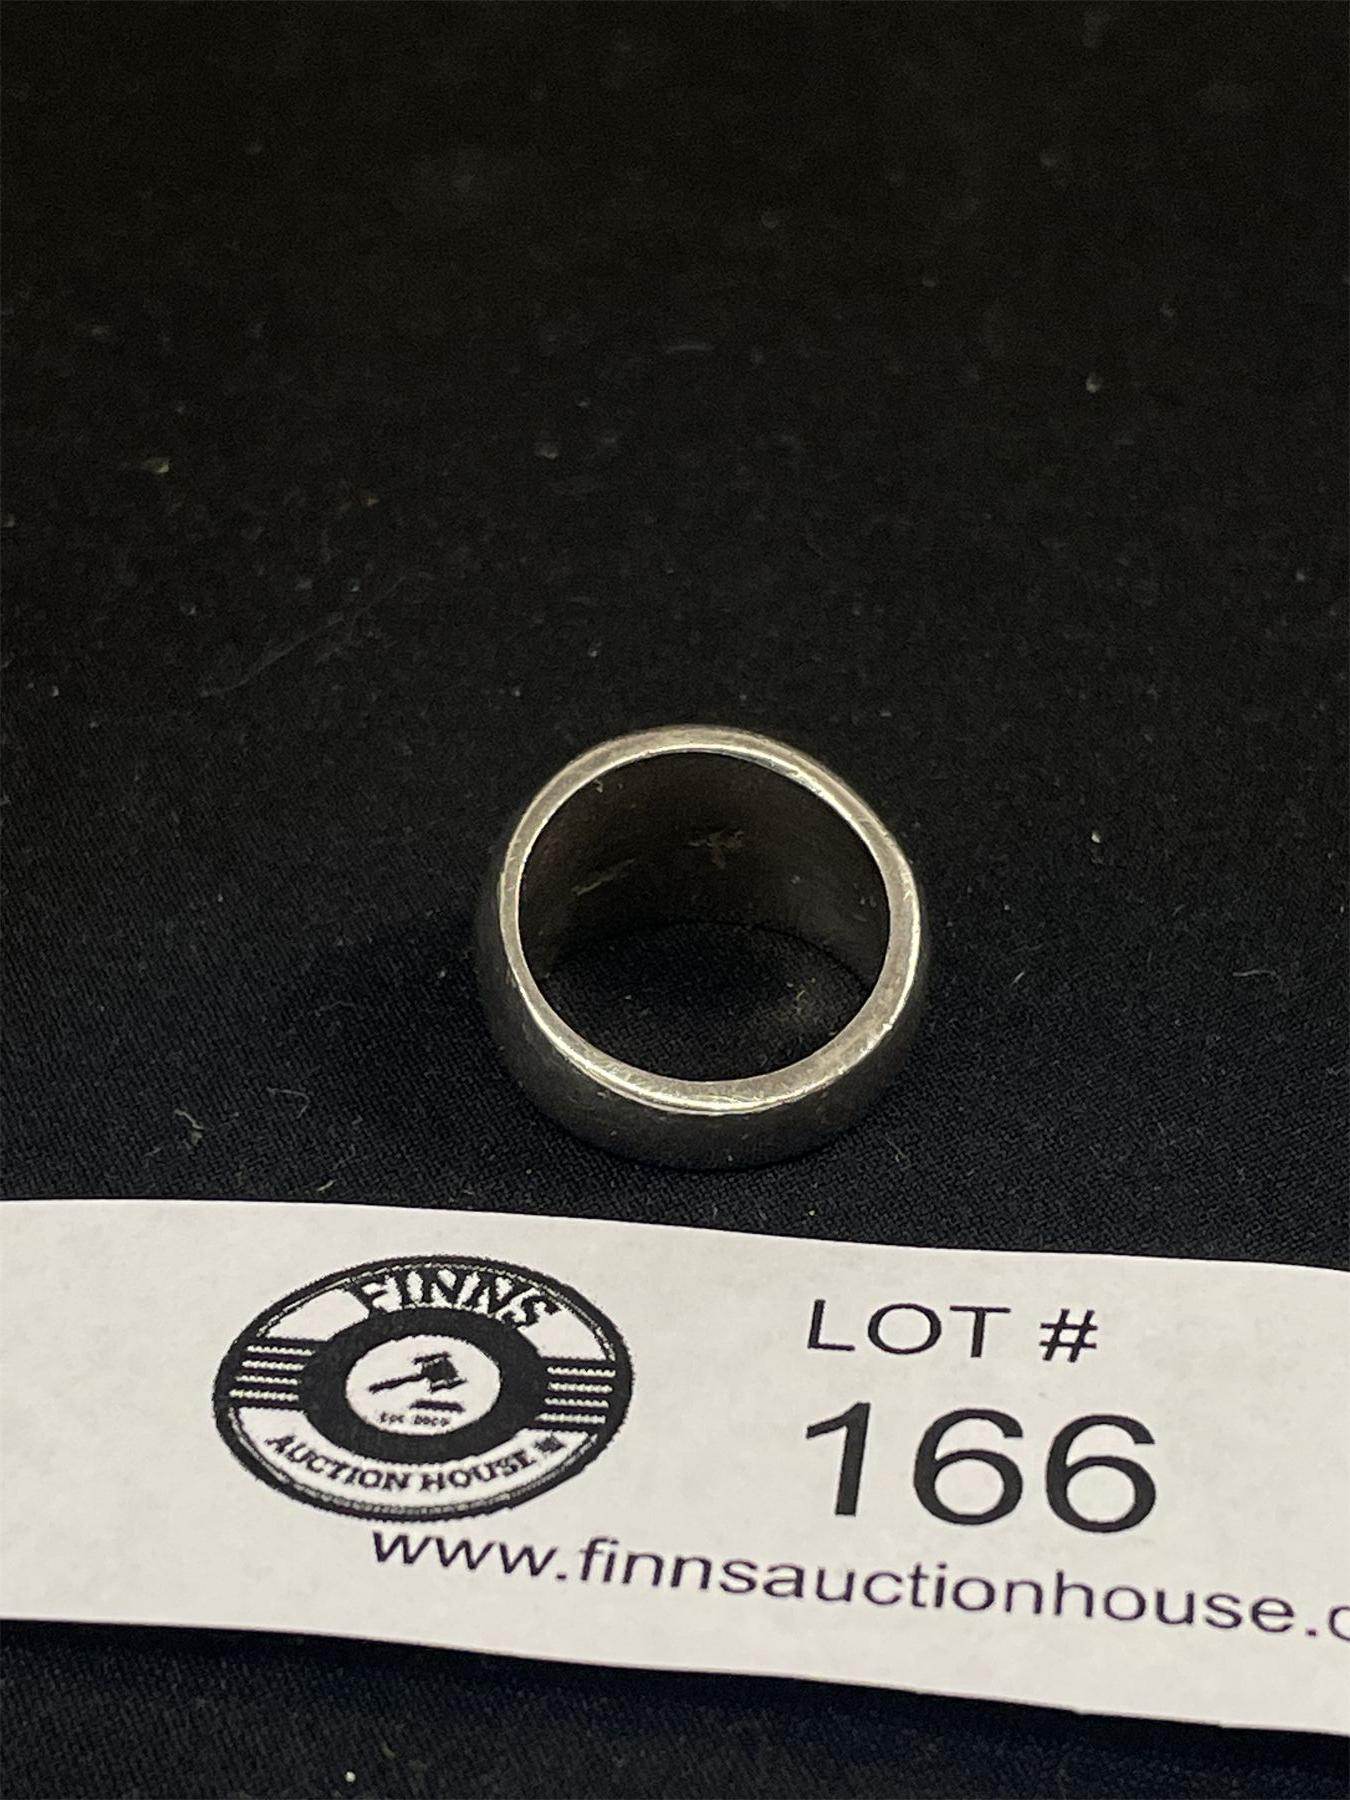 FINNS
AUCTION HOUSE
LOT #
166
www.finnsauctionhouse.c